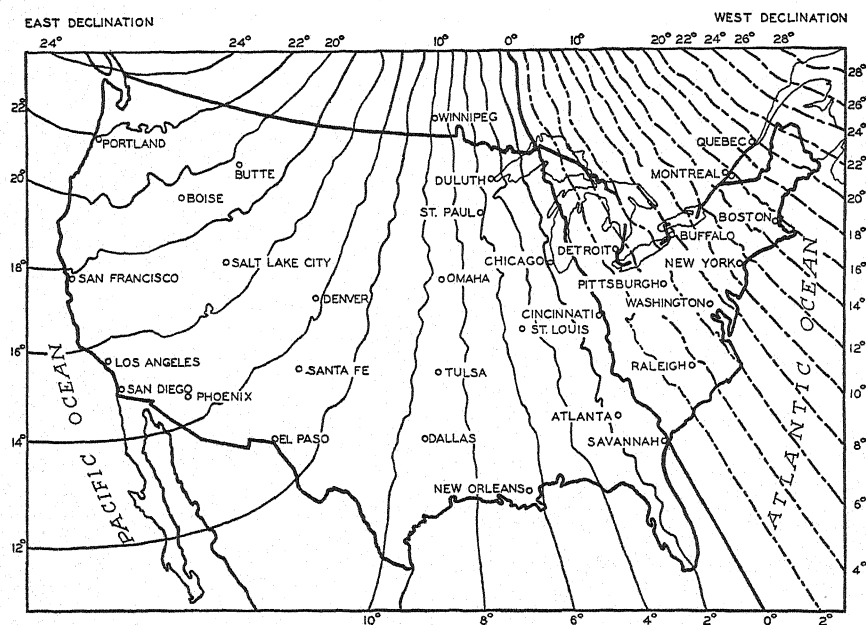 EAST DECLINATION
WEST DECLINATION
24° 24° 22° 20° 10° 0° 10° 20° 22° 24° 26° 28°
28°
26°
24°
22°
20°
18°
16°
14°
12°
10°
8°
6°
4°
22°
20°
18°
16°
14°
12°
WINNIPEG
PORTLAND
QUEBEC
BUTTE
MONTREAL
DULUTH
BOISE
ST. PAUL
BOSTON
BUFFALO
DETROIT
SALT LAKE CITY
CHICAGO
NEW YORK
SAN FRANCISCO
OMAHA
PITTSBURGH
DENVER
WASHINGTON
CINCINNATI
ST. LOUIS
LOS ANGELES
SANTA FE
TULSA
RALEIGH
SAN DIEGO
PHOENIX
ATLANTA
EL PASO
DALLAS
SAVANNAH
NEW ORLEANS
PACIFIC OCEAN
ATLANTIC OCEAN
10° 8° 6° 4° 2° 0° 2°